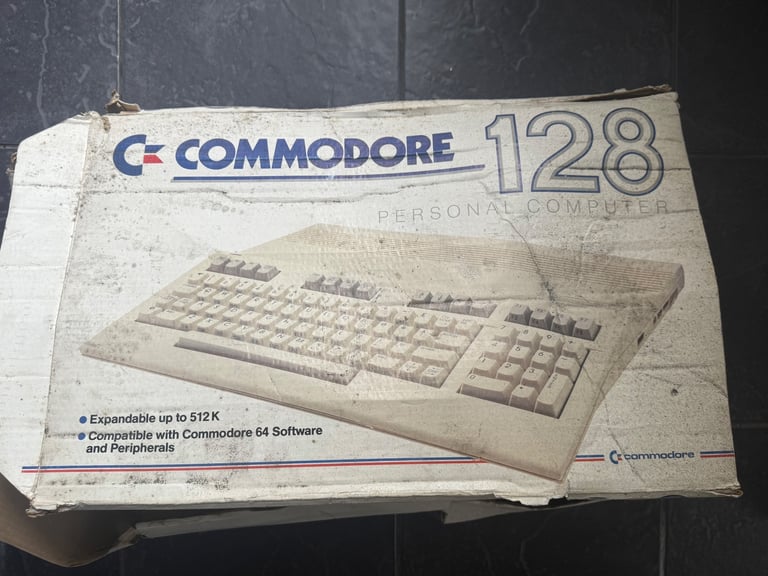 COMMODORE 128
PERSONAL COMPUTER
Expandable up to 512K
Compatible with Commodore 64 Software
and Peripherals
commodore